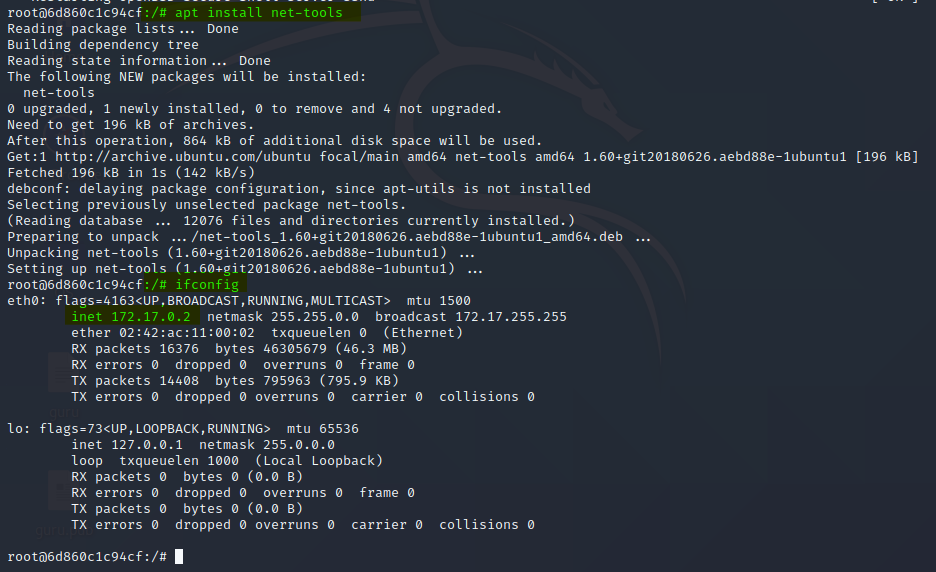 root@6d860c1c94cf:/# apt install net-tools
Reading package lists... Done
Building dependency tree
Reading state information... Done
The following NEW packages will be installed:
  net-tools
0 upgraded, 1 newly installed, 0 to remove and 4 not upgraded.
Need to get 196 kB of archives.
After this operation, 864 kB of additional disk space will be used.
Get:1 http://archive.ubuntu.com/ubuntu focal/main amd64 net-tools amd64 1.60+git20180626.aebd88e-1ubuntu1 [196 kB]
Fetched 196 kB in 1s (142 kB/s)
debconf: delaying package configuration, since apt-utils is not installed
Selecting previously unselected package net-tools.
(Reading database ... 12076 files and directories currently installed.)
Preparing to unpack .../net-tools_1.60+git20180626.aebd88e-1ubuntu1_amd64.deb ...
Unpacking net-tools (1.60+git20180626.aebd88e-1ubuntu1) ...
Setting up net-tools (1.60+git20180626.aebd88e-1ubuntu1) ...
root@6d860c1c94cf:/# ifconfig
eth0: flags=4163<UP,BROADCAST,RUNNING,MULTICAST>  mtu 1500
        inet 172.17.0.2  netmask 255.255.0.0  broadcast 172.17.255.255
        ether 02:42:ac:11:00:02  txqueuelen 0  (Ethernet)
        RX packets 16376  bytes 46305679 (46.3 MB)
        RX errors 0  dropped 0  overruns 0  frame 0
        TX packets 14408  bytes 795963 (795.9 KB)
        TX errors 0  dropped 0 overruns 0  carrier 0  collisions 0

lo: flags=73<UP,LOOPBACK,RUNNING>  mtu 65536
        inet 127.0.0.1  netmask 255.0.0.0
        loop  txqueuelen 1000  (Local Loopback)
        RX packets 0  bytes 0 (0.0 B)
        RX errors 0  dropped 0  overruns 0  frame 0
        TX packets 0  bytes 0 (0.0 B)
        TX errors 0  dropped 0 overruns 0  carrier 0  collisions 0

root@6d860c1c94cf:/#